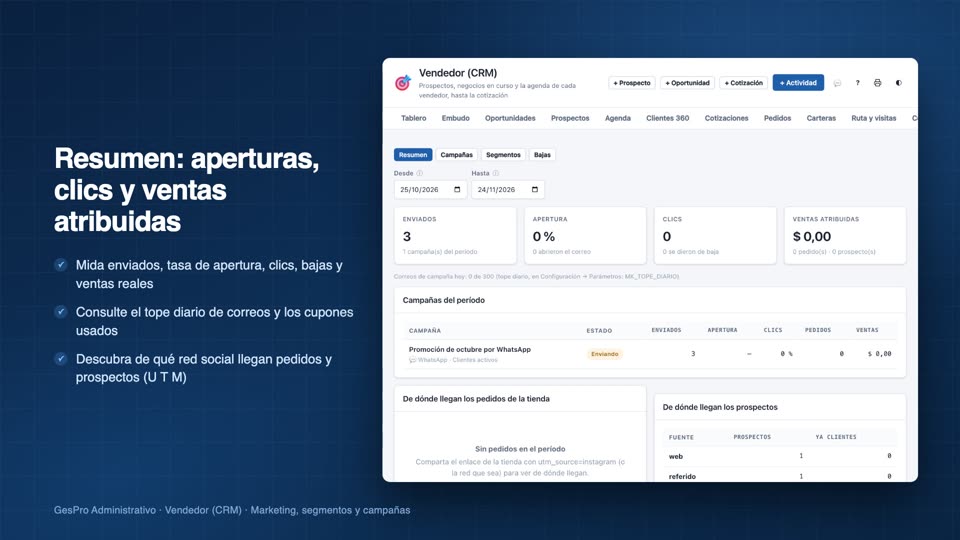 Resumen: aperturas,
clics y ventas
atribuidas
Mida enviados, tasa de apertura, clics, bajas y
ventas reales
Consulte el tope diario de correos y los cupones
usados
Descubra de qué red social llegan pedidos y
prospectos (U T M)
GesPro Administrativo · Vendedor (CRM) · Marketing, segmentos y campañas
Vendedor (CRM)
Prospectos, negocios en curso y la agenda de cada
vendedor, hasta la cotización
+ Prospecto + Oportunidad + Cotización + Actividad ?
Tablero Embudo Oportunidades Prospectos Agenda Clientes 360 Cotizaciones Pedidos Carteras Ruta y visitas
Resumen Campañas Segmentos Bajas
Desde Hasta
25/10/2026 24/11/2026
ENVIADOS APERTURA CLICS VENTAS ATRIBUIDAS
3 0 % 0 $ 0,00
1 campaña(s) del período 0 abrieron el correo 0 se dieron de baja 0 pedido(s) · 0 prospecto(s)
Correos de campaña hoy: 0 de 300 (tope diario, en Configuración → Parámetros: MK_TOPE_DIARIO)
Campañas del período
CAMPAÑA ESTADO ENVIADOS APERTURA CLICS PEDIDOS VENTAS
Promoción de octubre por WhatsApp Enviando 3 — 0 % 0 $ 0,00
WhatsApp · Clientes activos
De dónde llegan los pedidos de la tienda
Sin pedidos en el período
Comparta el enlace de la tienda con utm_source=instagram (o
la red que sea) para ver de dónde llegan.
De dónde llegan los prospectos
FUENTE PROSPECTOS YA CLIENTES
web 1 0
referido 1 0